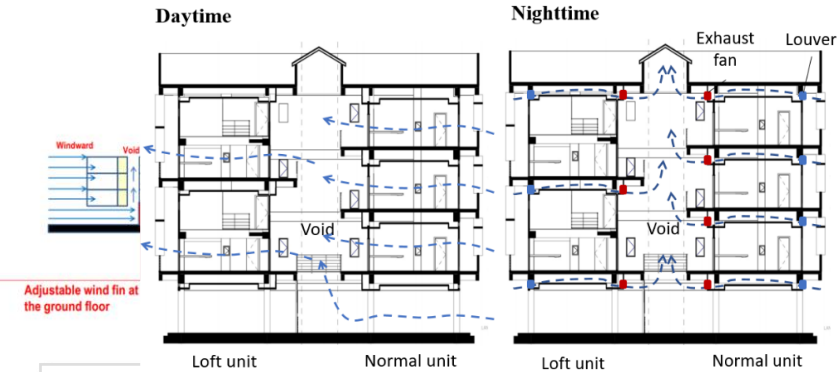 Daytime
Nighttime
Exhaust
fan
Louver
Windward
Void
Void
Void
Adjustable wind fin at
the ground floor
Loft unit
Normal unit
Loft unit
Normal unit